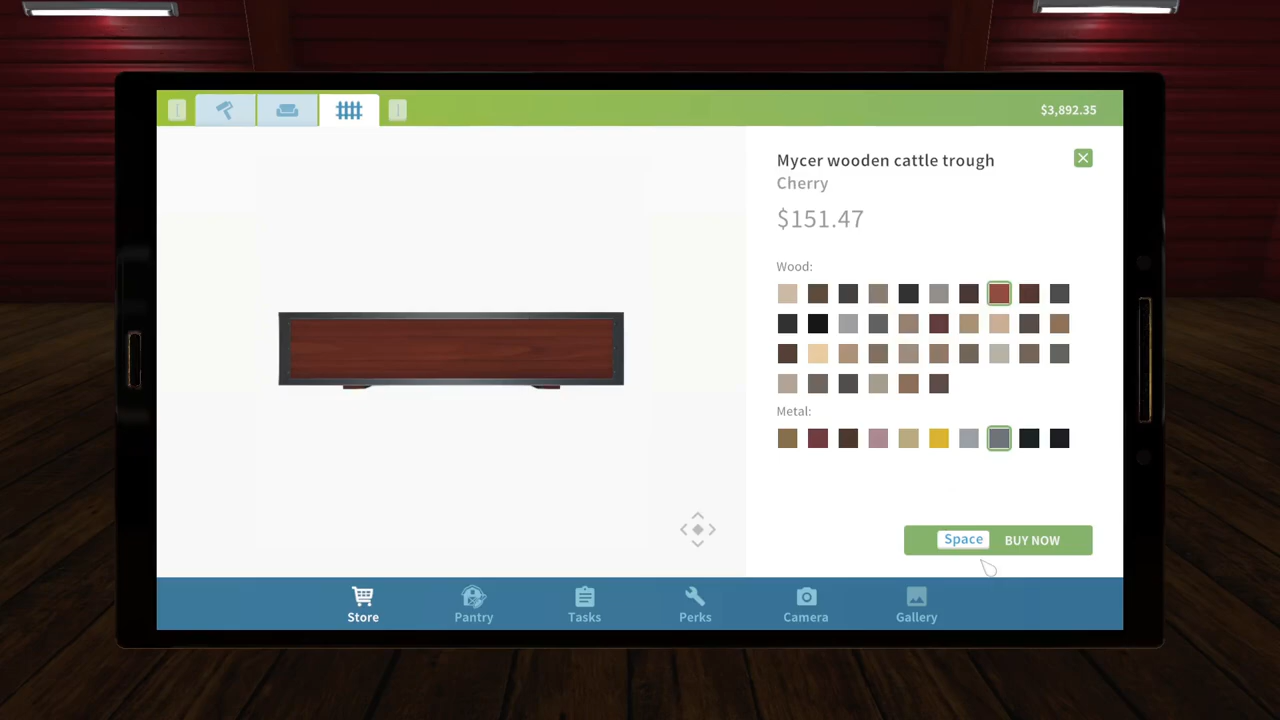 $3,892.35
Mycer wooden cattle trough
Cherry
$151.47
Wood:
Metal:
Space BUY NOW
Store Pantry Tasks Perks Camera Gallery